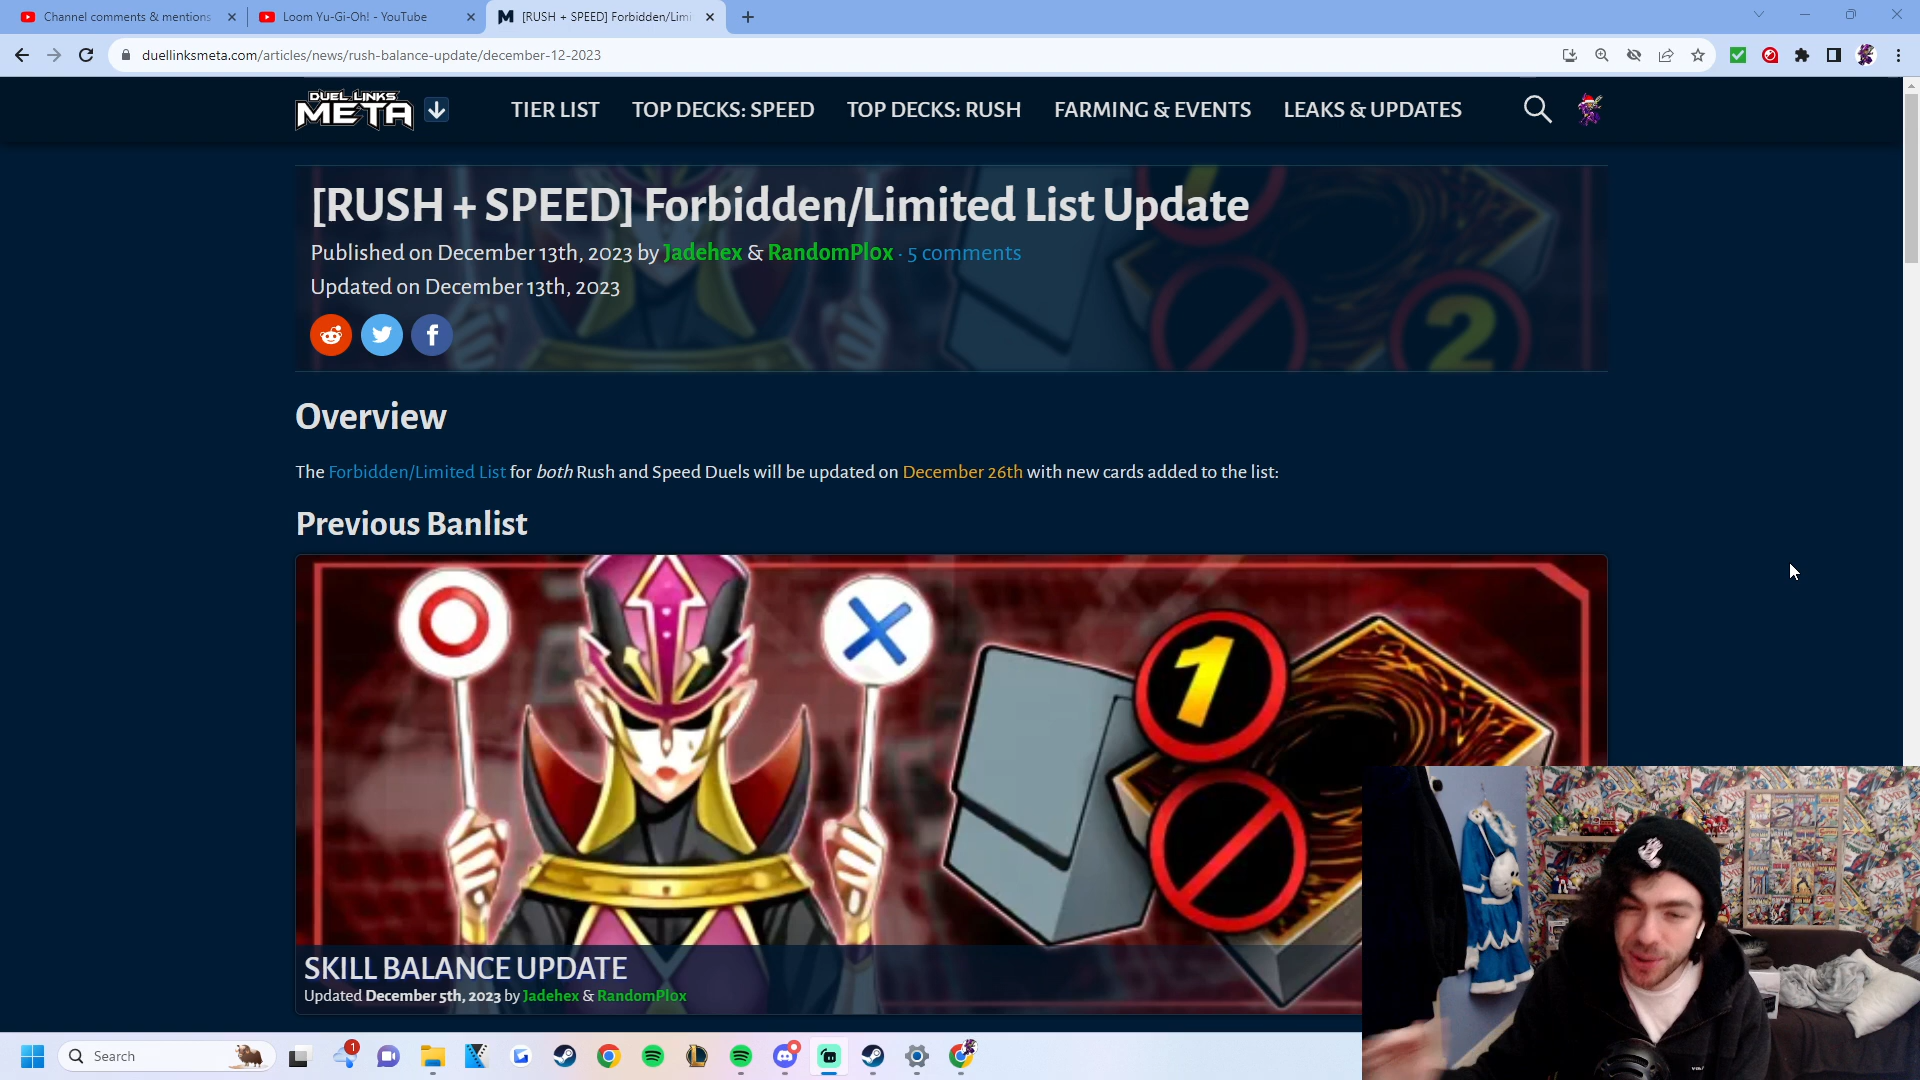 Channel comments & mentions
Loom Yu-Gi-Oh! - YouTube
[RUSH + SPEED] Forbidden/Lim
duellinksmeta.com/articles/news/rush-balance-update/december-12-2023
DUEL LINKS
META
TIER LIST
TOP DECKS: SPEED
TOP DECKS: RUSH
FARMING & EVENTS
LEAKS & UPDATES
[RUSH + SPEED] Forbidden/Limited List Update
Published on December 13th, 2023 by Jadehex & RandomPlox · 5 comments
Updated on December 13th, 2023
2
Overview
The Forbidden/Limited List for both Rush and Speed Duels will be updated on December 26th with new cards added to the list:
Previous Banlist
1
SKILL BALANCE UPDATE
Updated December 5th, 2023 by Jadehex & RandomPlox
Search
1